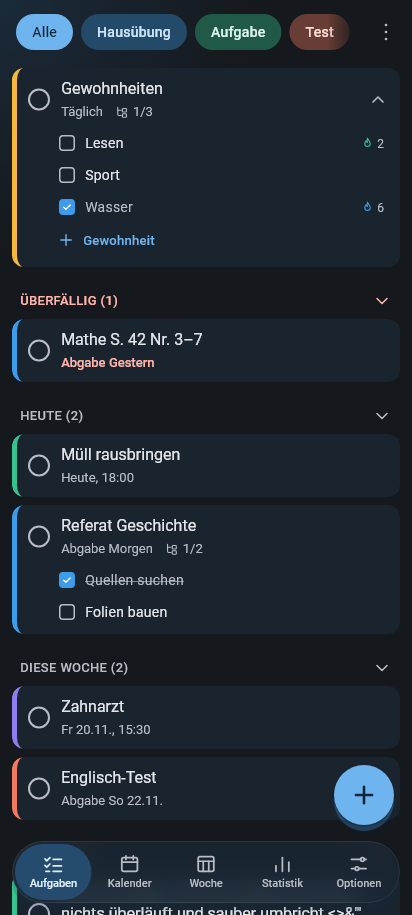 Alle
Hausübung
Aufgabe
Test
Gewohnheiten
Täglich 1/3
Lesen 2
Sport
Wasser 6
Gewohnheit
ÜBERFÄLLIG (1)
Mathe S. 42 Nr. 3–7
Abgabe Gestern
HEUTE (2)
Müll rausbringen
Heute, 18:00
Referat Geschichte
Abgabe Morgen 1/2
Quellen suchen
Folien bauen
DIESE WOCHE (2)
Zahnarzt
Fr 20.11., 15:30
Englisch-Test
Abgabe So 22.11.
Aufgaben
Kalender
Woche
Statistik
Optionen
nichts überläuft und sauber umbricht <>&"'